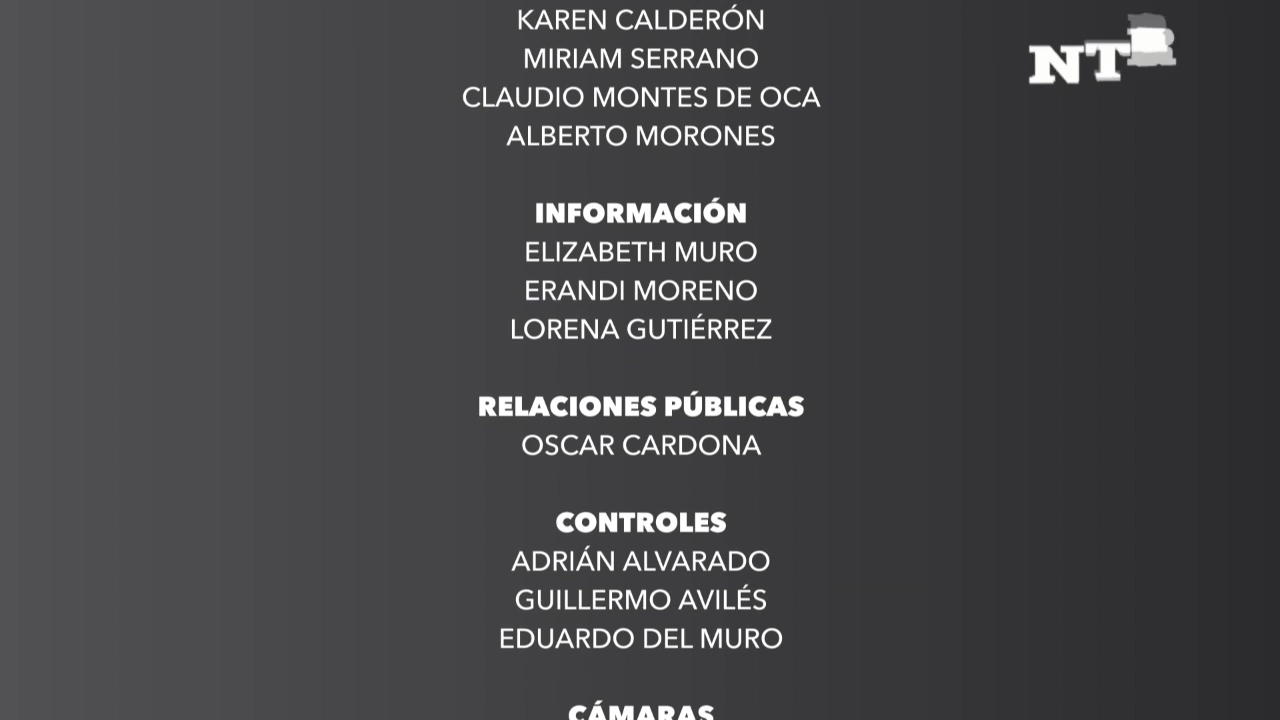 KAREN CALDERÓN
NTR
MIRIAM SERRANO
CLAUDIO MONTES DE OCA
ALBERTO MORONES
INFORMACIÓN
ELIZABETH MURO
ERANDI MORENO
LORENA GUTIÉRREZ
RELACIONES PÚBLICAS
OSCAR CARDONA
CONTROLES
ADRIÁN ALVARADO
GUILLERMO AVILÉS
EDUARDO DEL MURO
CÁMARAS